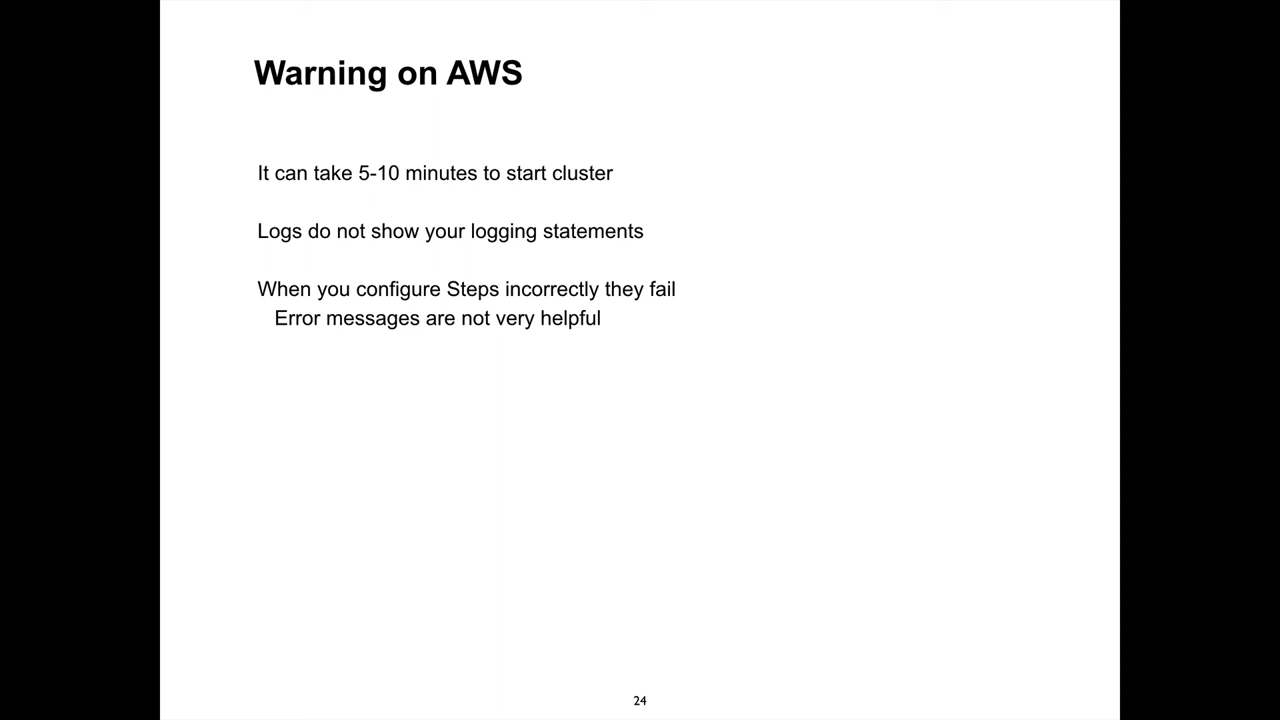 Warning on AWS
It can take 5-10 minutes to start cluster
Logs do not show your logging statements
When you configure Steps incorrectly they fail
Error messages are not very helpful
24